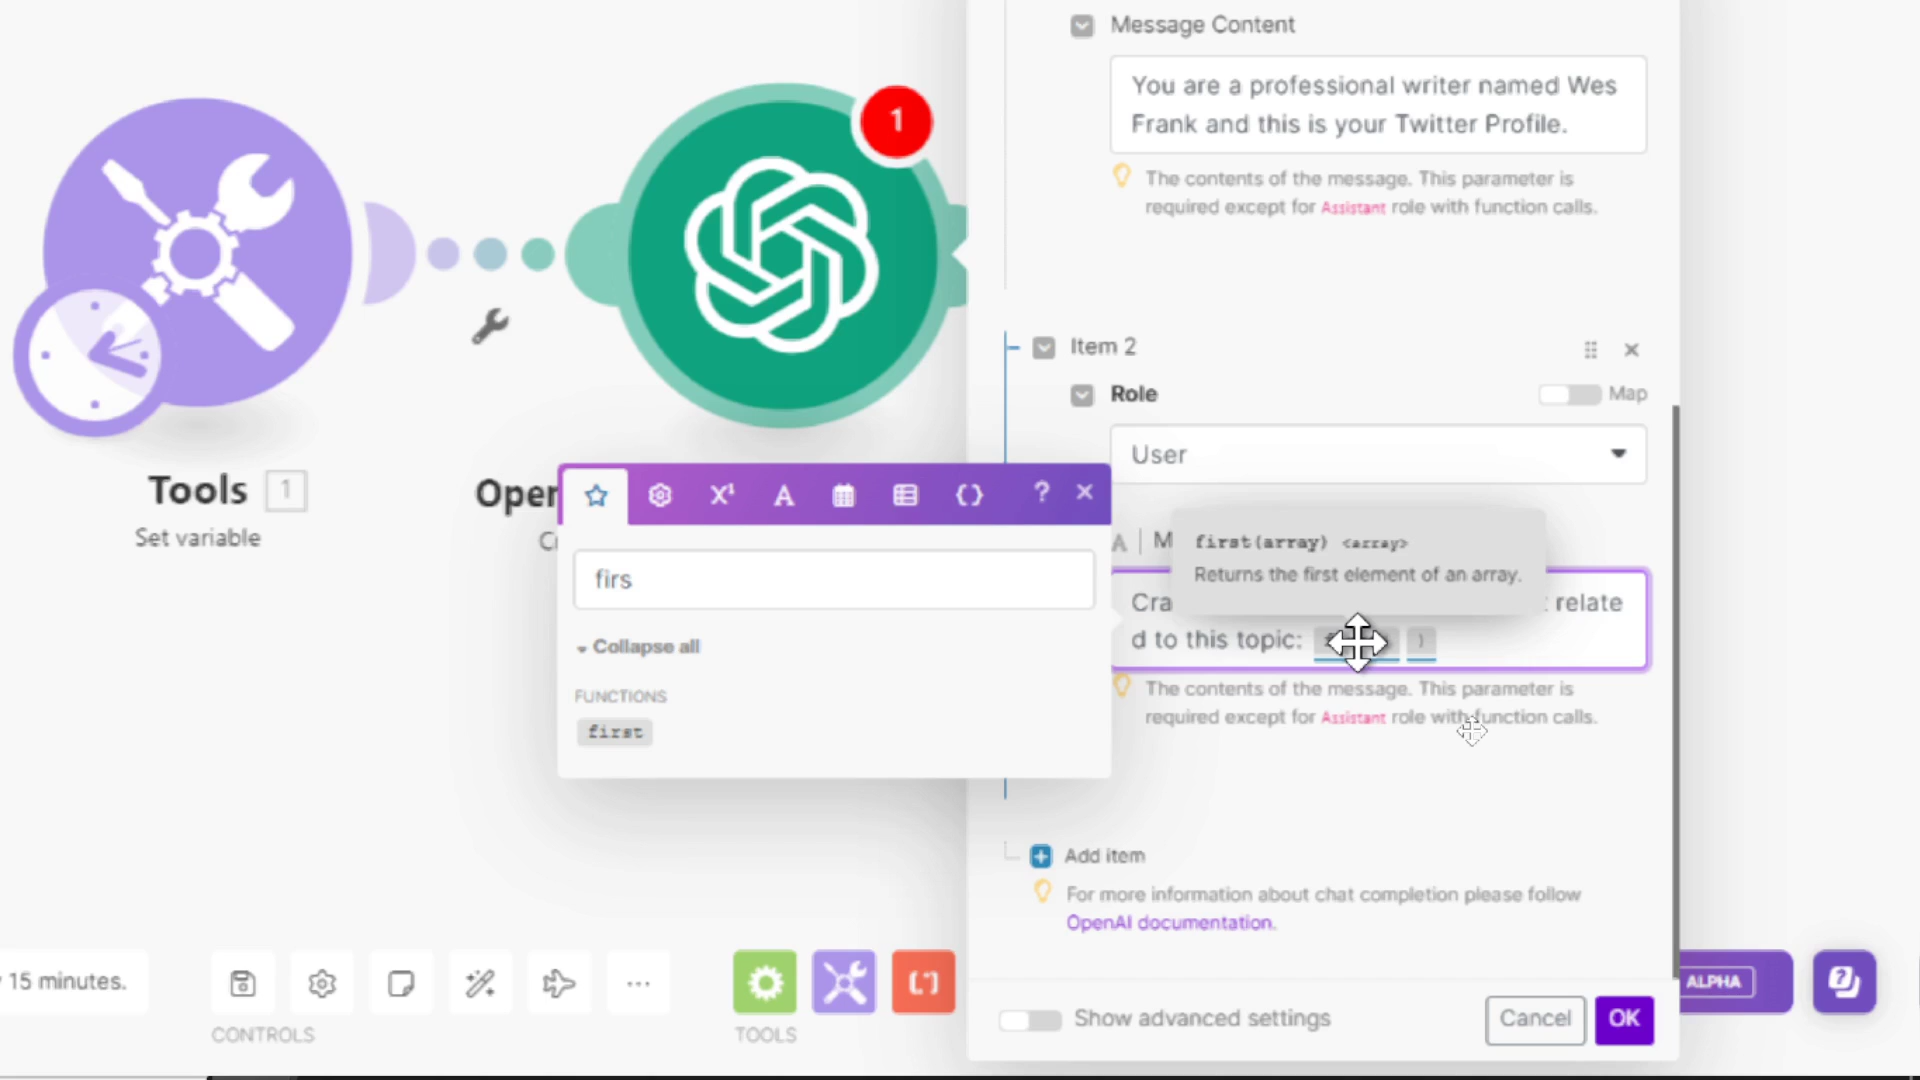 Message Content
You are a professional writer named Wes
Frank and this is your Twitter Profile.
1
The contents of the message. This parameter is
required except for Assistant role with function calls.
Item 2
Role
Map
User
Tools 1
Set variable
Oper
firs
Collapse all
FUNCTIONS
first
A M
first(array) <array>
Returns the first element of an array.
Cra
relate
d to this topic:
)
The contents of the message. This parameter is
required except for Assistant role with function calls.
Add item
For more information about chat completion please follow
OpenAI documentation.
15 minutes.
CONTROLS
TOOLS
Show advanced settings
Cancel
OK
ALPHA